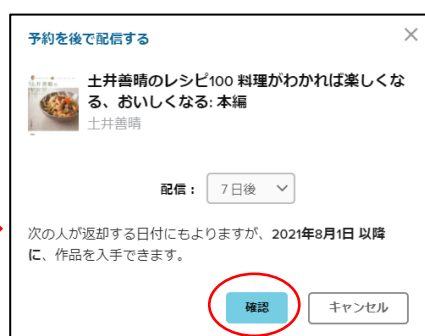 予約を後で配信する
土井善晴のレシピ100 料理がわかれば楽しくな
る、おいしくなる: 本編
土井善晴
配信： 7日後
次の人が返却する日付にもよりますが、2021年8月1日 以降
に、作品を入手できます。
確認 キャンセル